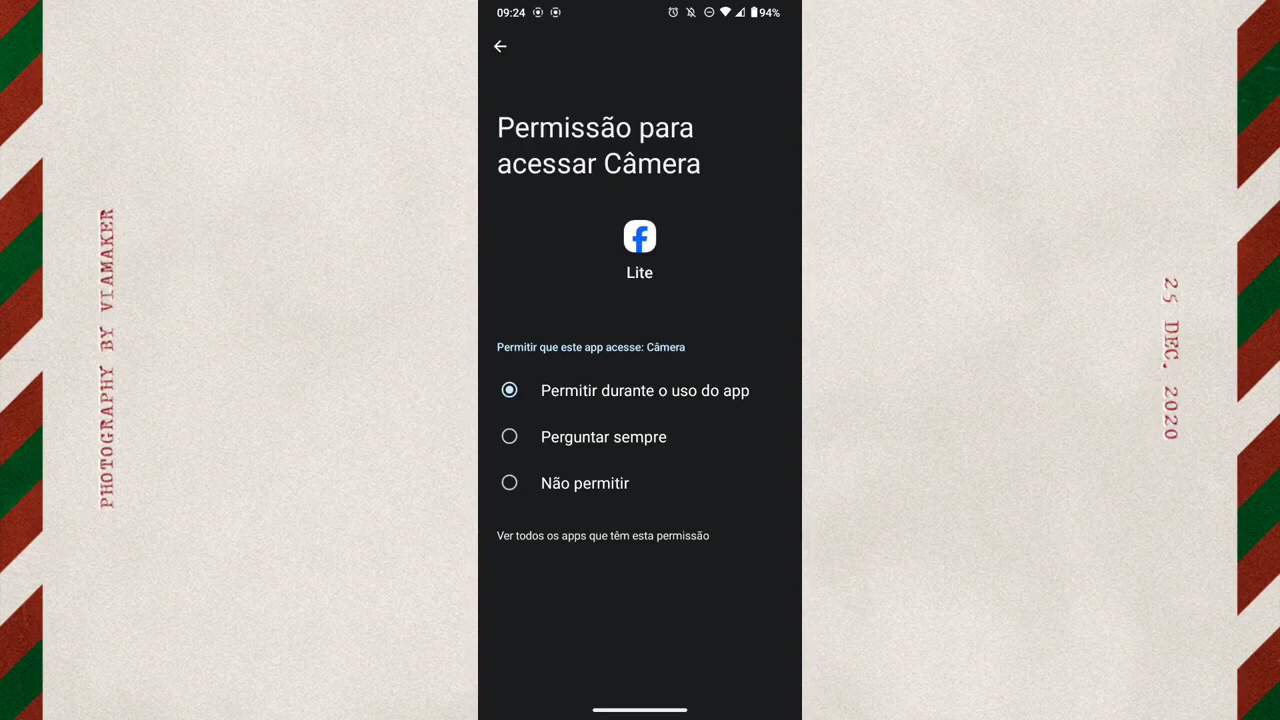 09:24
94%
Permissão para
acessar Câmera
Lite
Permitir que este app acesse: Câmera
Permitir durante o uso do app
Perguntar sempre
Não permitir
Ver todos os apps que têm esta permissão
PHOTOGRAPHY BY VIAMAKER
25 DEC, 2020